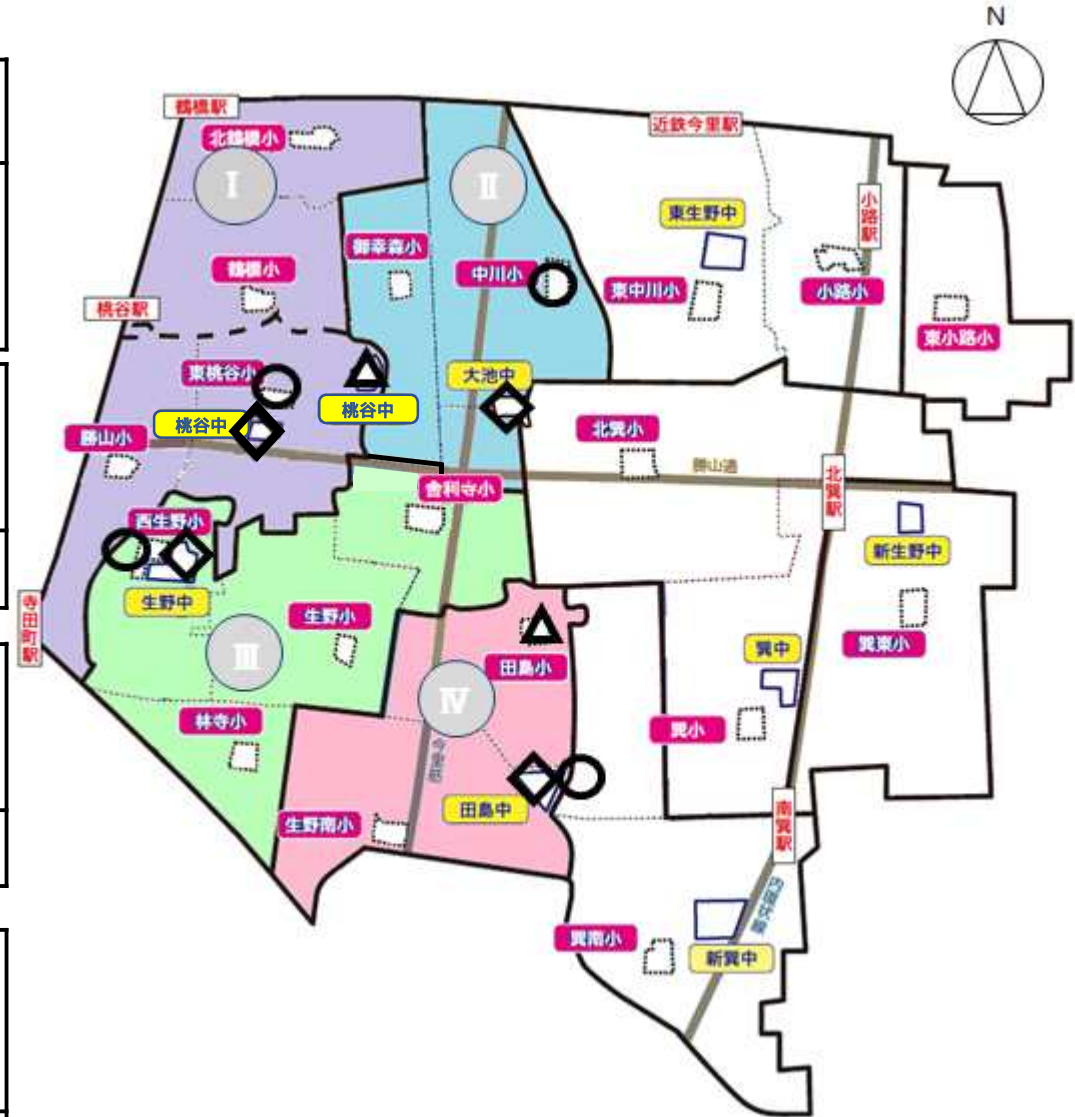 N
鶴橋駅
近鉄今里駅
北鶴橋小
Ⅰ
Ⅱ
小路駅
東生野中
御幸森小
中川小
鶴橋小
東中川小
小路小
桃谷駅
東小路小
東桃谷小
大池中
桃谷中
桃谷中
北巽小
勝山小
勝山通
北巽駅
舎利寺小
西生野小
新生野中
生野中
寺田町駅
生野小
巽東小
Ⅲ
田島小
巽中
Ⅳ
林寺小
巽小
今里筋
田島中
生野南小
南巽駅
巽南小
新巽中